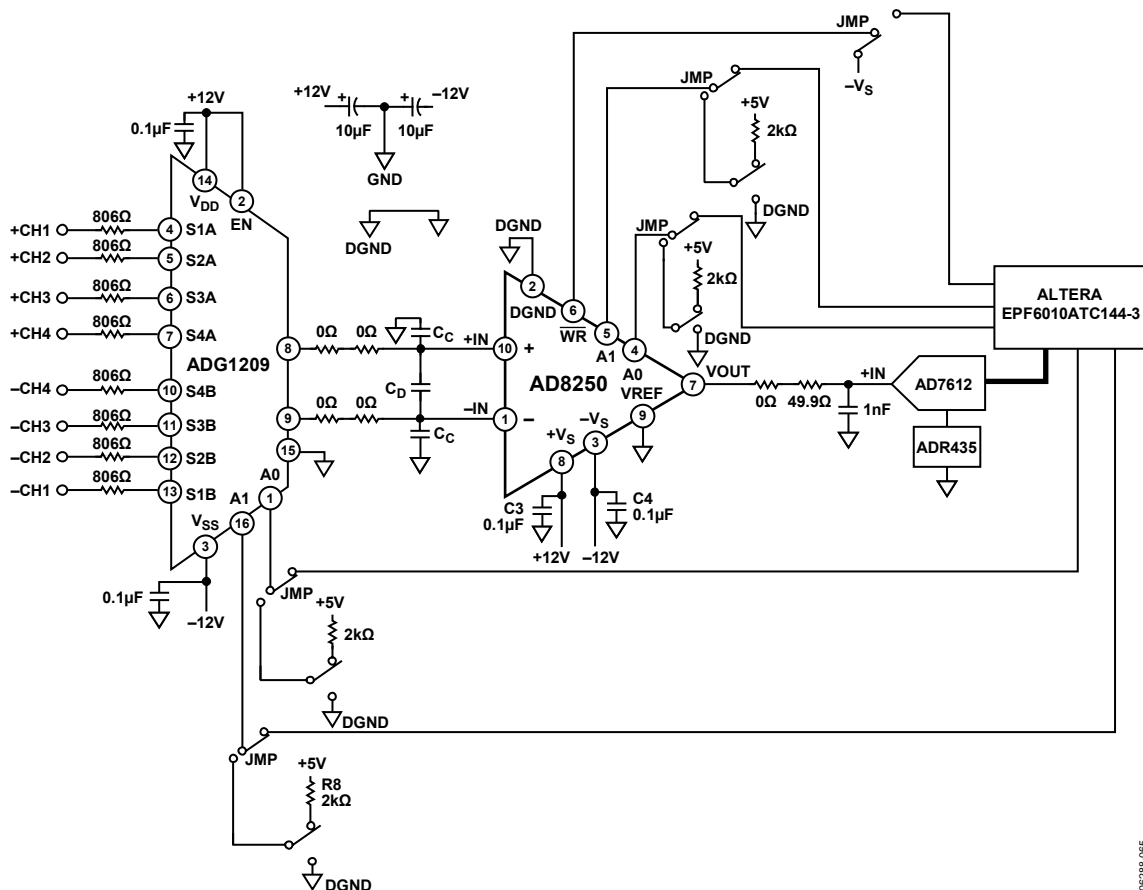 JMP
–VS
JMP
+5V
2kΩ
DGND
+12V
0.1µF
+12V
+
10µF
+
–12V
10µF
GND
DGND
14
VDD
2
EN
806Ω
+CH1
4
S1A
806Ω
+CH2
5
S2A
806Ω
+CH3
6
S3A
806Ω
+CH4
7
S4A
ADG1209
806Ω
–CH4
10
S4B
806Ω
–CH3
11
S3B
806Ω
–CH2
12
S2B
806Ω
–CH1
13
S1B
8
0Ω
0Ω
9
0Ω
0Ω
15
A0
1
A1
16
VSS
3
0.1µF
–12V
CC
CD
CC
+IN
–IN
DGND
2
DGND
6
WR
5
A1
4
A0
10
+
1
–
AD8250
7
VOUT
VREF
9
–VS
3
+VS
8
C3
0.1µF
C4
0.1µF
+12V
–12V
JMP
+5V
2kΩ
DGND
ALTERA
EPF6010ATC144-3
0Ω
49.9Ω
+IN
1nF
AD7612
ADR435
JMP
+5V
2kΩ
DGND
JMP
+5V
R8
2kΩ
DGND
06288-065